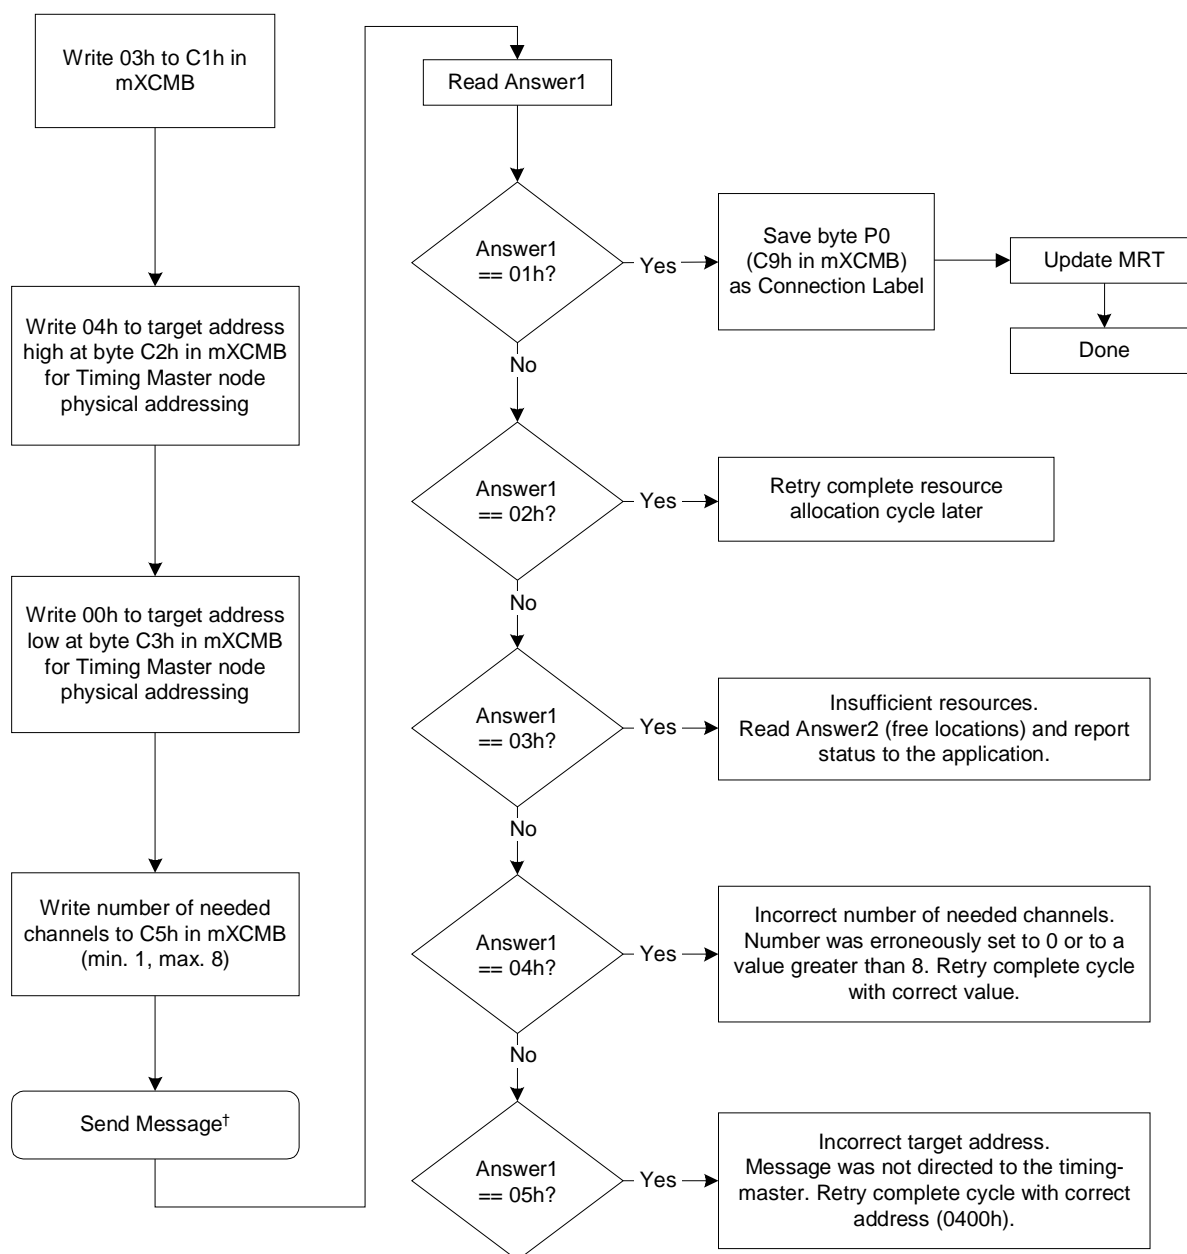 Write 03h to C1h in
mXCMB
Write 04h to target address
high at byte C2h in mXCMB
for Timing Master node
physical addressing
Write 00h to target address
low at byte C3h in mXCMB
for Timing Master node
physical addressing
Write number of needed
channels to C5h in mXCMB
(min. 1, max. 8)
Send Message†
Read Answer1
Answer1
== 01h?
Yes
Save byte P0
(C9h in mXCMB)
as Connection Label
Update MRT
Done
No
Answer1
== 02h?
Yes
Retry complete resource
allocation cycle later
No
Answer1
== 03h?
Yes
Insufficient resources.
Read Answer2 (free locations) and report
status to the application.
No
Answer1
== 04h?
Yes
Incorrect number of needed channels.
Number was erroneously set to 0 or to a
value greater than 8. Retry complete cycle
with correct value.
No
Answer1
== 05h?
Yes
Incorrect target address.
Message was not directed to the timing-
master. Retry complete cycle with correct
address (0400h).